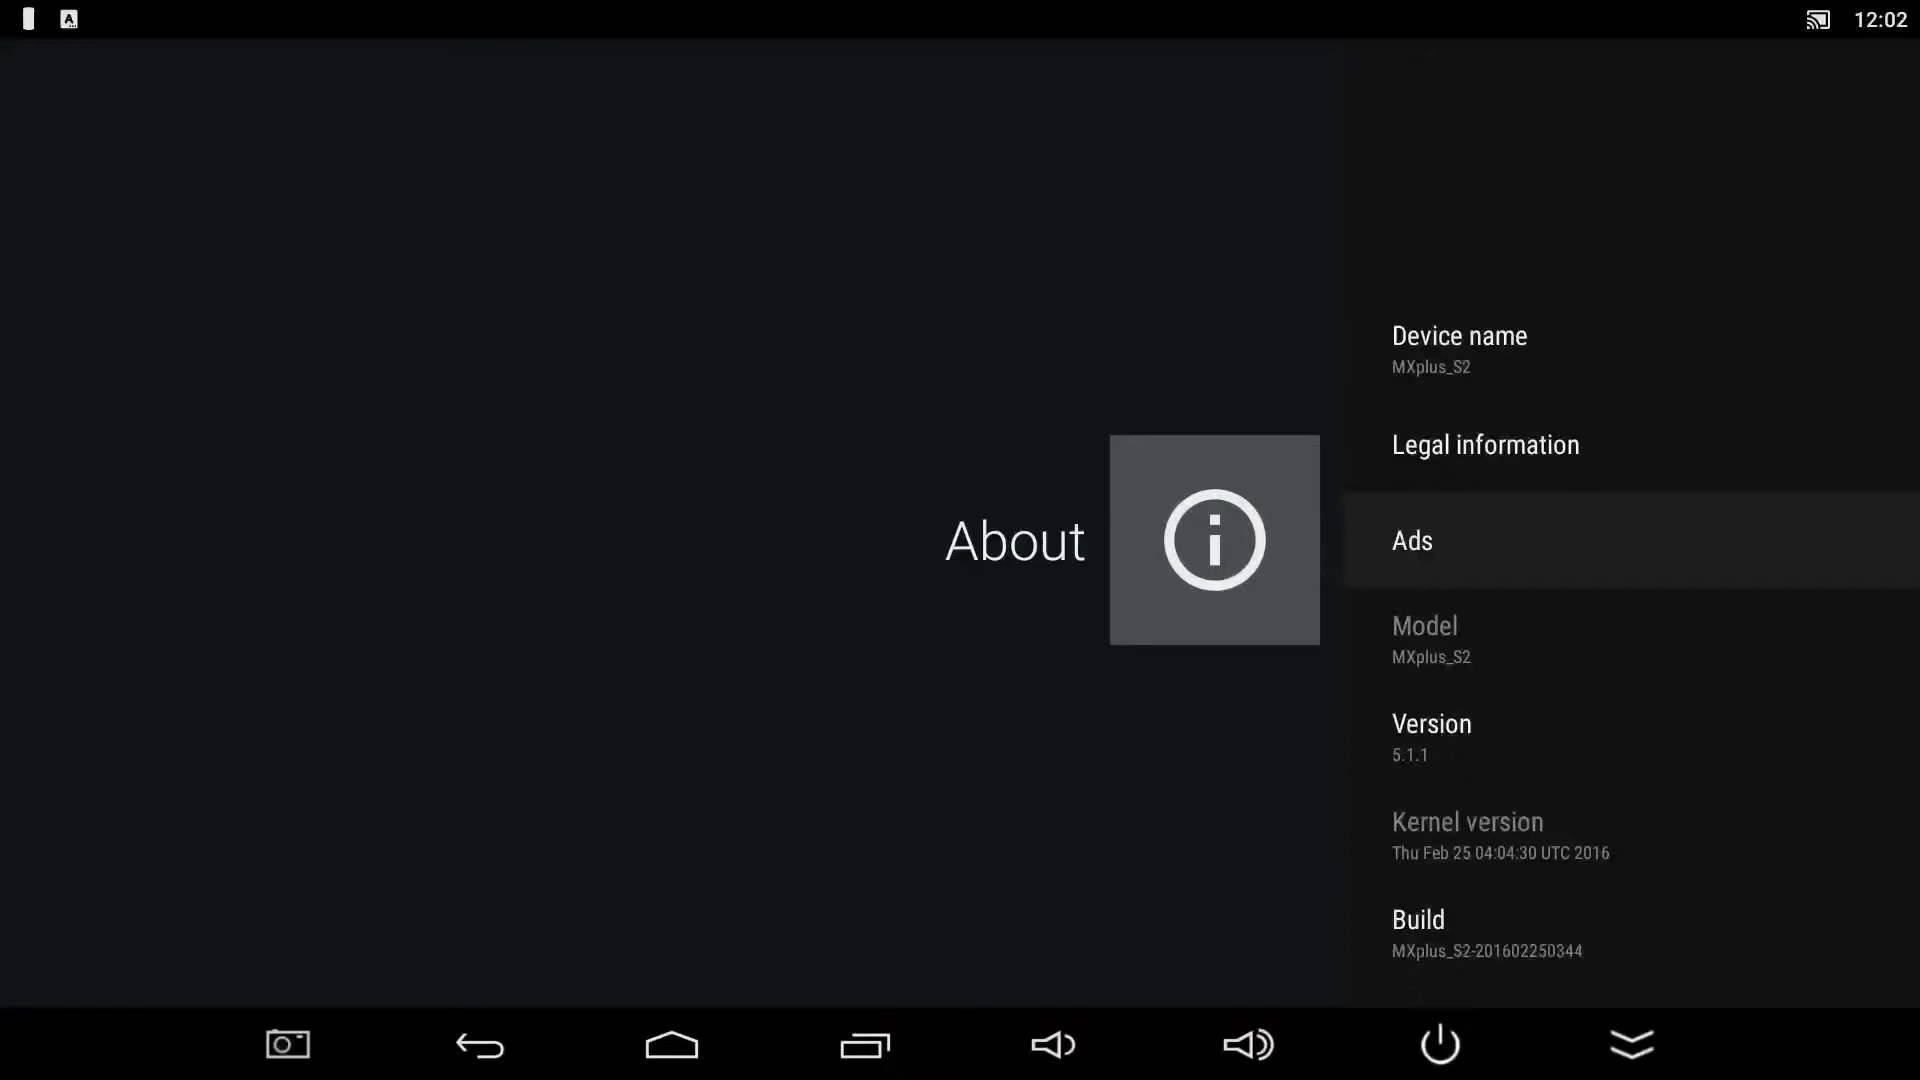 12:02
About
Device name
MXplus_S2
Legal information
Ads
Model
MXplus_S2
Version
5.1.1
Kernel version
Thu Feb 25 04:04:30 UTC 2016
Build
MXplus_S2-201602250344